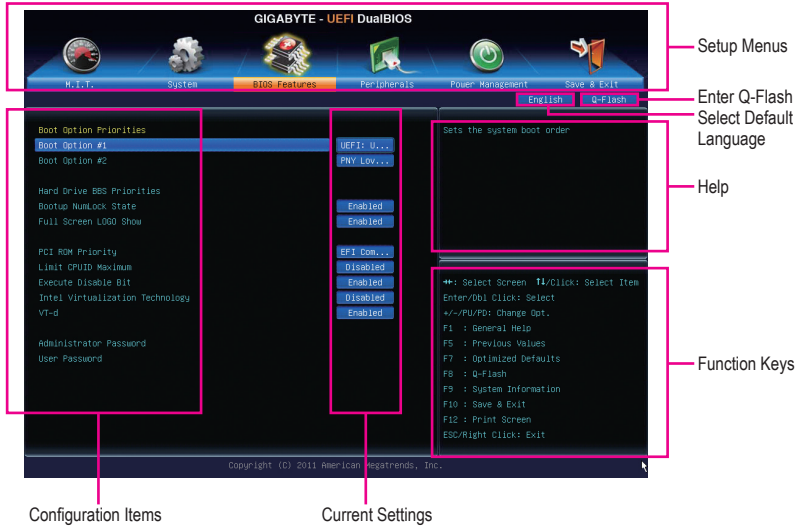 GIGABYTE - UEFI DualBIOS
M.I.T. System BIOS Features Peripherals Power Management Save & Exit
Setup Menus
English Q-Flash
Enter Q-Flash
Select Default
Language
Boot Option Priorities
Boot Option #1 UEFI: U...
Boot Option #2 PNY Lov...
Hard Drive BBS Priorities
Bootup NumLock State Enabled
Full Screen LOGO Show Enabled
PCI ROM Priority EFI Com...
Limit CPUID Maximum Disabled
Execute Disable Bit Enabled
Intel Virtualization Technology Disabled
VT-d Enabled
Administrator Password
User Password
Sets the system boot order
Help
→←: Select Screen ↑↓/Click: Select Item
Enter/Dbl Click: Select
+/-/PU/PD: Change Opt.
F1 : General Help
F5 : Previous Values
F7 : Optimized Defaults
F8 : Q-Flash
F9 : System Information
F10 : Save & Exit
F12 : Print Screen
ESC/Right Click: Exit
Function Keys
Copyright (C) 2011 American Megatrends, Inc.
Configuration Items
Current Settings